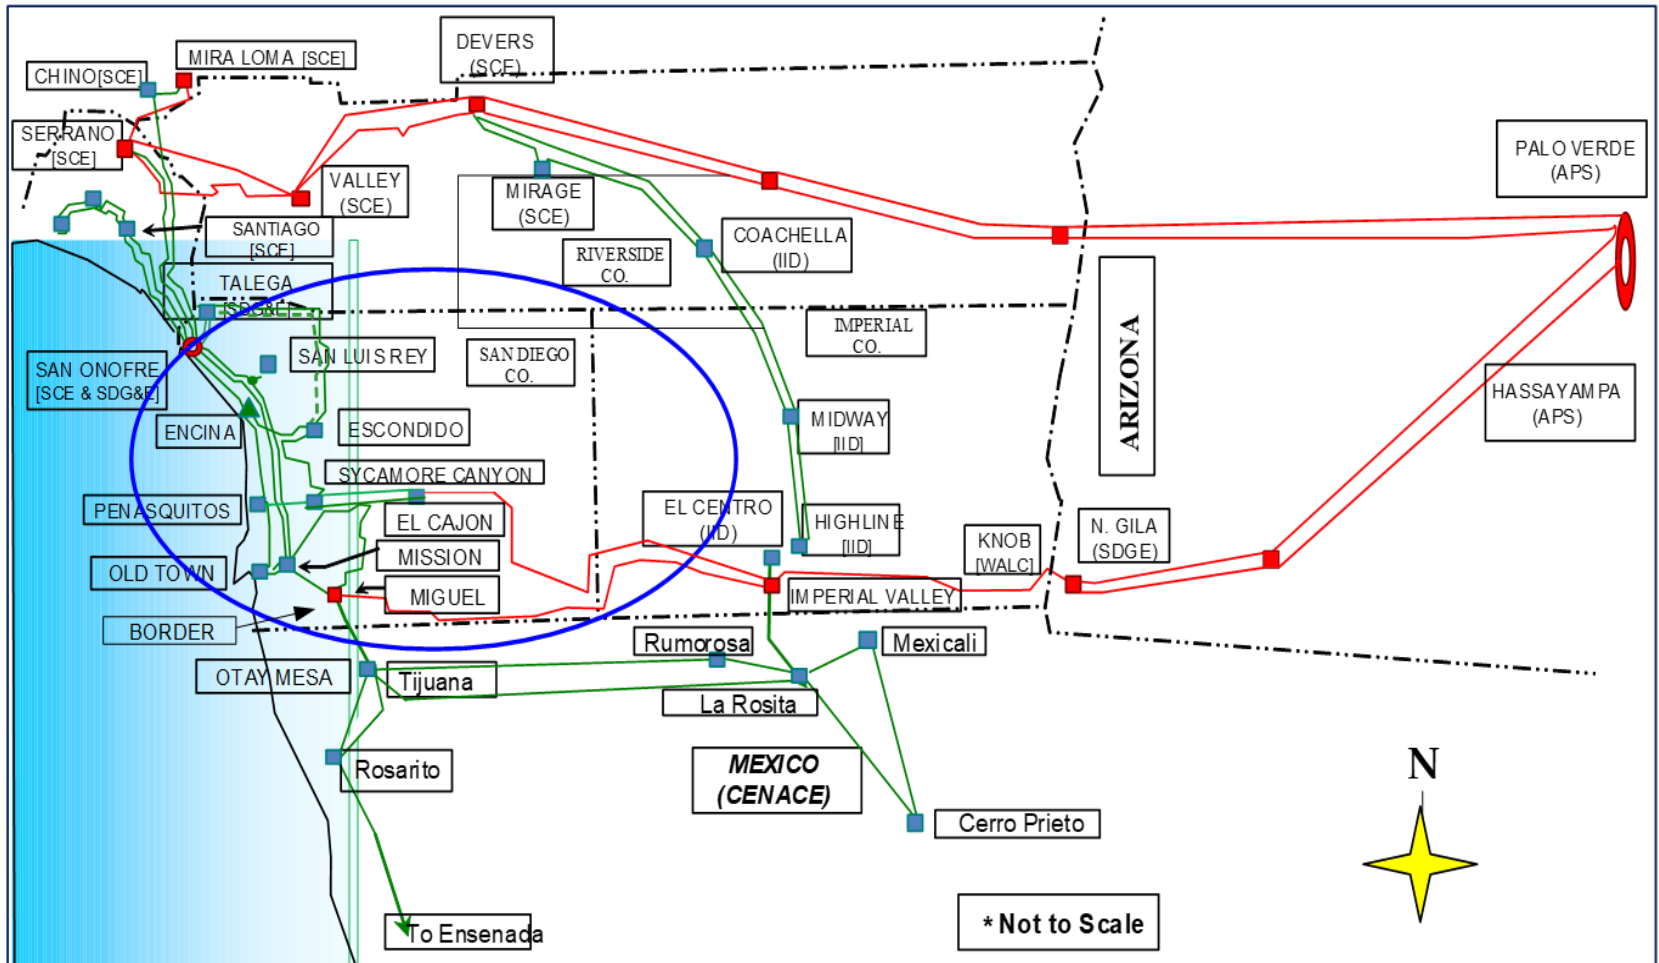 DEVERS
(SCE)
MIRA LOMA [SCE]
CHINO[SCE]
SERRANO
[SCE]
VALLEY
(SCE)
MIRAGE
(SCE)
PALO VERDE
(APS)
SANTIAGO
[SCE]
COACHELLA
(IID)
RIVERSIDE
CO.
TALEGA
[SDG&E]
IMPERIAL
CO.
SAN DIEGO
CO.
SAN LUIS REY
SAN ONOFRE
[SCE & SDG&E]
ARIZONA
HASSAYAMPA
(APS)
ENCINA
ESCONDIDO
MIDWAY
[IID]
SYCAMORE CANYON
PENASQUITOS
EL CAJON
EL CENTRO
(IID)
HIGHLINE
[IID]
KNOB
[WALC]
N. GILA
(SDGE)
MISSION
OLD TOWN
MIGUEL
IMPERIAL VALLEY
BORDER
Rumorosa
Mexicali
OTAY MESA
Tijuana
La Rosita
Rosarito
MEXICO
(CENACE)
N
Cerro Prieto
To Ensenada
* Not to Scale